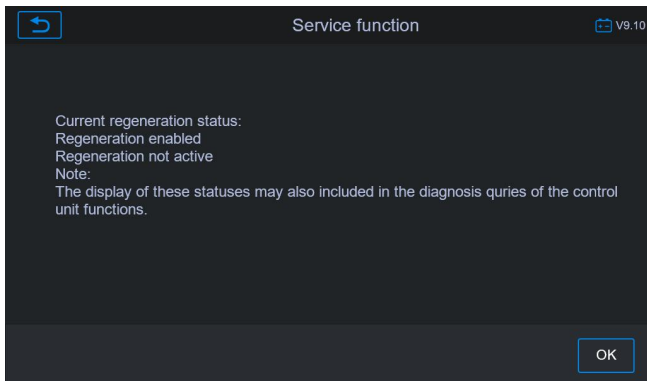 Service function
V9.10
Current regeneration status:
Regeneration enabled
Regeneration not active
Note:
The display of these statuses may also included in the diagnosis quries of the control
unit functions.
OK